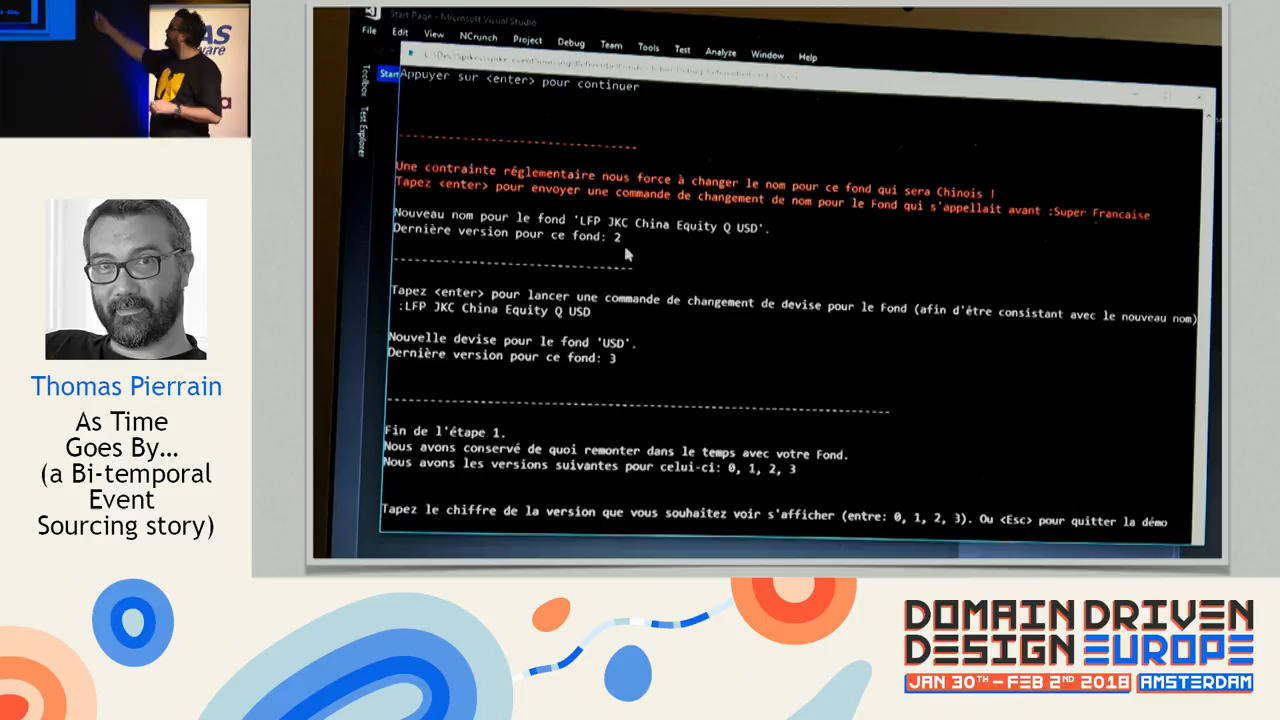 AS
ware
a
Start Page - Microsoft Visual Studio
File Edit View NCrunch Project Debug Team Tools Test Analyze Window Help
Toolbox
Test Explorer
Start
Appuyer sur <enter> pour continuer
Une contrainte réglementaire nous force à changer le nom pour ce fond qui sera Chinois !
Tapez <enter> pour envoyer une commande de changement de nom pour le Fond qui s'appellait avant :Super Francaise
Nouveau nom pour le fond 'LFP JKC China Equity Q USD'.
Dernière version pour ce fond: 2
Tapez <enter> pour lancer une commande de changement de devise pour le Fond (afin d'être consistant avec le nouveau nom)
:LFP JKC China Equity Q USD
Nouvelle devise pour le fond 'USD'.
Dernière version pour ce fond: 3
Fin de l'étape 1.
Nous avons conservé de quoi remonter dans le temps avec votre Fond.
Nous avons les versions suivantes pour celui-ci: 0, 1, 2, 3
Tapez le chiffre de la version que vous souhaitez voir s'afficher (entre: 0, 1, 2, 3). Ou <Esc> pour quitter la démo
Thomas Pierrain
As Time
Goes By…
(a Bi-temporal
Event
Sourcing story)
DOMAIN DRIVEN
DESIGN EUROPE
JAN 30TH - FEB 2ND 2018 AMSTERDAM